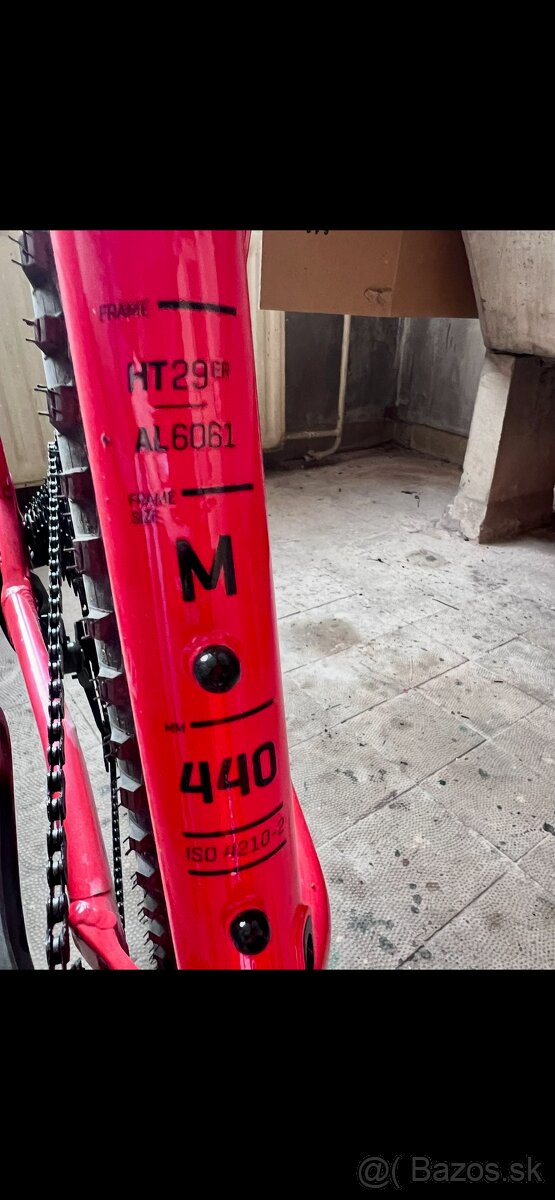 FRAME
HT29ER
AL6061
FRAME
SIZE
M
MM
440
ISO 4210-2
@( Bazos.sk